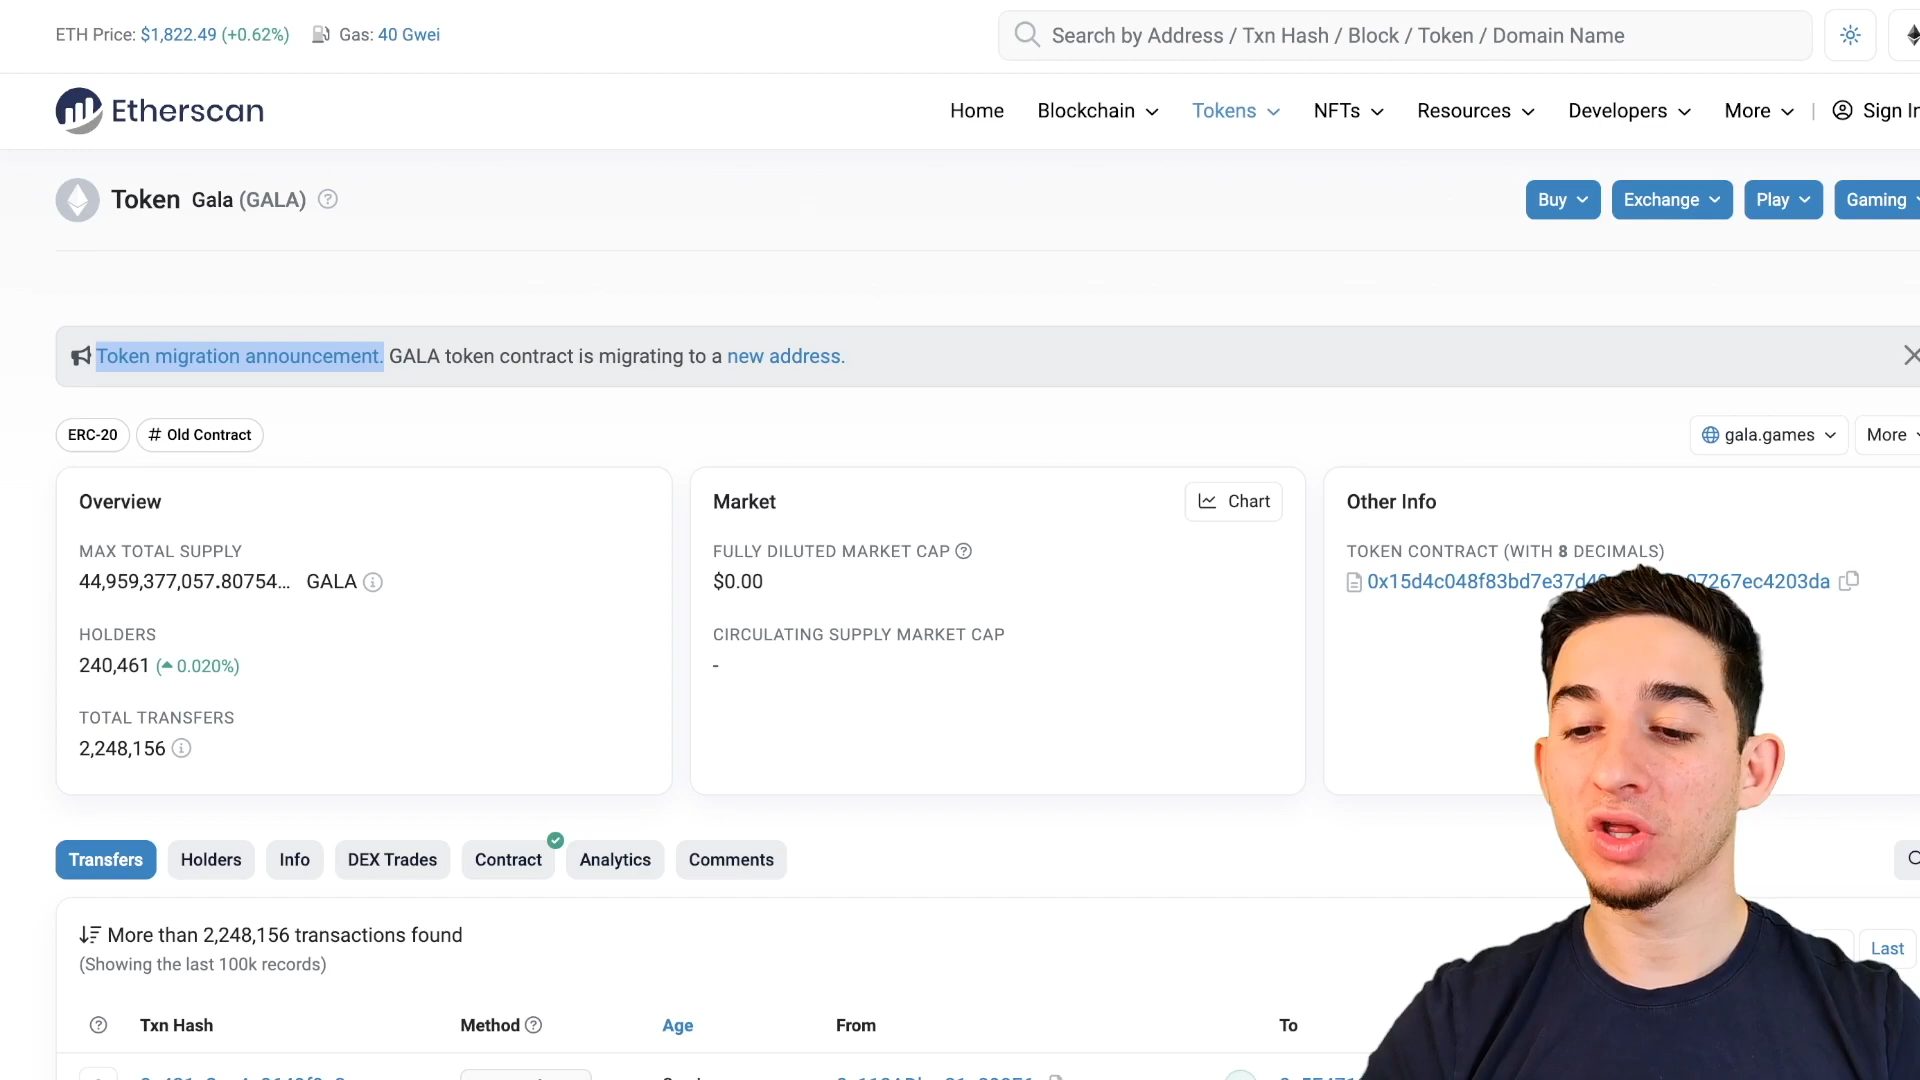 ETH Price: $1,822.49 (+0.62%) Gas: 40 Gwei
Search by Address / Txn Hash / Block / Token / Domain Name
Etherscan
Home Blockchain Tokens NFTs Resources Developers More | Sign In
Token Gala (GALA)
Buy Exchange Play Gaming
Token migration announcement. GALA token contract is migrating to a new address.
ERC-20 # Old Contract
gala.games More
Overview
MAX TOTAL SUPPLY
44,959,377,057.80754... GALA
HOLDERS
240,461 (0.020%)
TOTAL TRANSFERS
2,248,156
Market
Chart
FULLY DILUTED MARKET CAP
$0.00
CIRCULATING SUPPLY MARKET CAP
-
Other Info
TOKEN CONTRACT (WITH 8 DECIMALS)
Transfers Holders Info DEX Trades Contract Analytics Comments
More than 2,248,156 transactions found
(Showing the last 100k records)
Last
Txn Hash Method Age From To